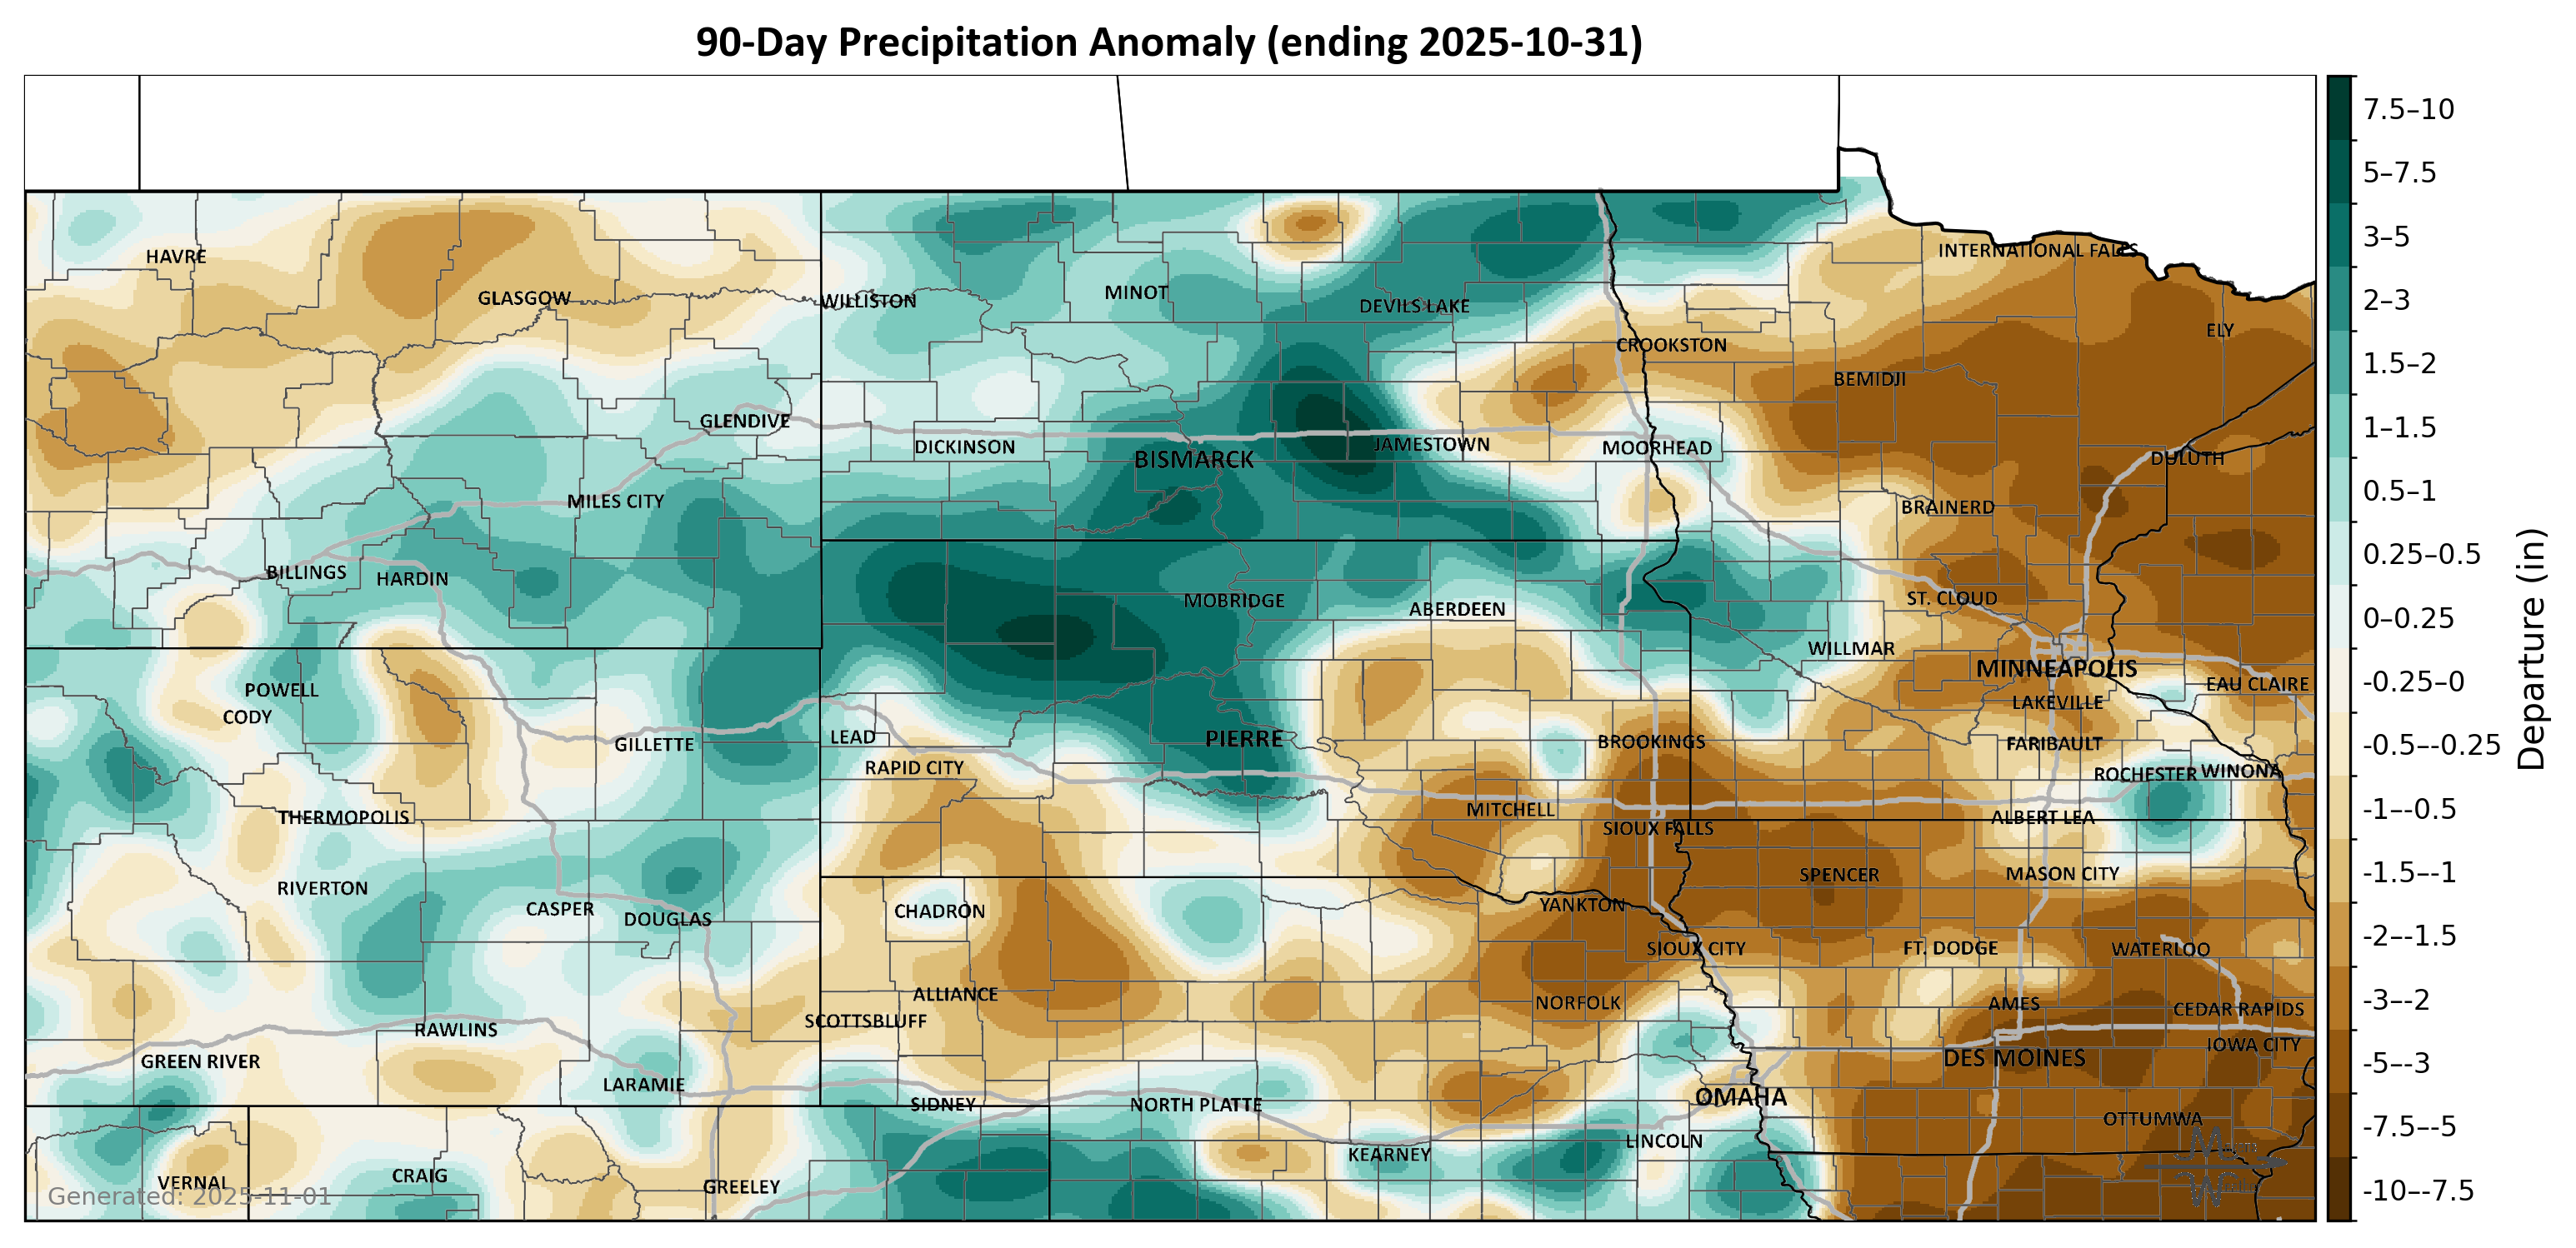 90-Day Precipitation Anomaly (ending 2025-10-31)
HAVRE
INTERNATIONAL FALLS
GLASGOW
WILLISTON
MINOT
DEVILS LAKE
ELY
CROOKSTON
BEMIDJI
GLENDIVE
DICKINSON
JAMESTOWN
MOORHEAD
BISMARCK
DULUTH
MILES CITY
BRAINERD
BILLINGS
HARDIN
MOBRIDGE
ABERDEEN
ST. CLOUD
WILLMAR
MINNEAPOLIS
POWELL
EAU CLAIRE
CODY
LAKEVILLE
GILLETTE
LEAD
PIERRE
BROOKINGS
FARIBAULT
RAPID CITY
ROCHESTER
WINONA
THERMOPOLIS
MITCHELL
SIOUX FALLS
ALBERT LEA
RIVERTON
SPENCER
MASON CITY
CASPER
DOUGLAS
CHADRON
YANKTON
SIOUX CITY
FT. DODGE
WATERLOO
ALLIANCE
NORFOLK
AMES
CEDAR RAPIDS
SCOTTSBLUFF
RAWLINS
IOWA CITY
GREEN RIVER
DES MOINES
LARAMIE
OMAHA
SIDNEY
NORTH PLATTE
OTTUMWA
LINCOLN
KEARNEY
VERNAL
CRAIG
GREELEY
Generated: 2025-11-01
7.5–10
5–7.5
3–5
2–3
1.5–2
1–1.5
0.5–1
0.25–0.5
0–0.25
-0.25–0
-0.5–-0.25
-1–-0.5
-1.5–-1
-2–-1.5
-3–-2
-5–-3
-7.5–-5
-10–-7.5
Departure (in)